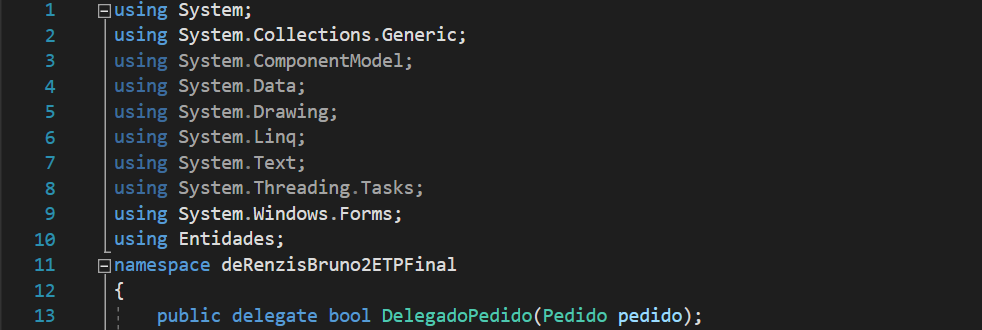 1 using System;
2 using System.Collections.Generic;
3 using System.ComponentModel;
4 using System.Data;
5 using System.Drawing;
6 using System.Linq;
7 using System.Text;
8 using System.Threading.Tasks;
9 using System.Windows.Forms;
10 using Entidades;
11 namespace deRenzisBruno2ETPFinal
12 {
13 public delegate bool DelegadoPedido(Pedido pedido);